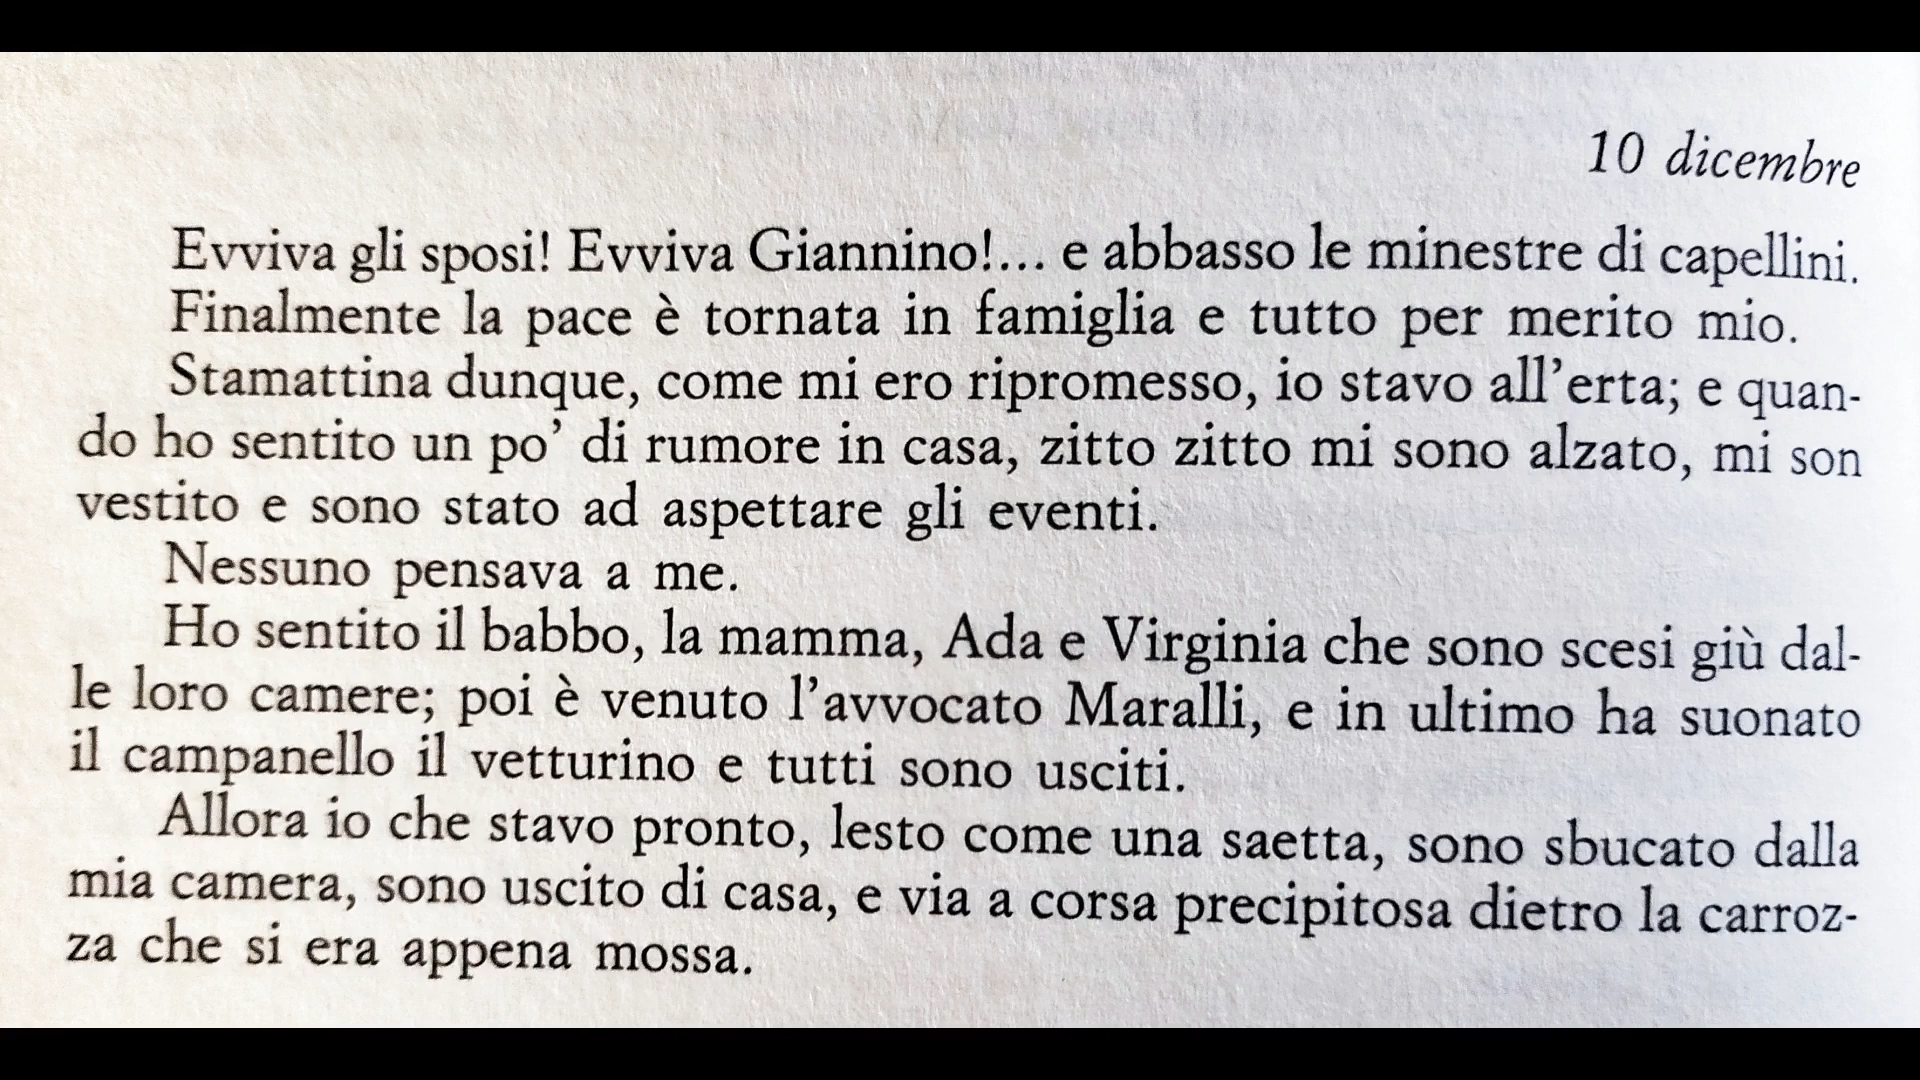 10 dicembre
Evviva gli sposi! Evviva Giannino!... e abbasso le minestre di capellini.
Finalmente la pace è tornata in famiglia e tutto per merito mio.
Stamattina dunque, come mi ero ripromesso, io stavo all’erta; e quan-
do ho sentito un po’ di rumore in casa, zitto zitto mi sono alzato, mi son
vestito e sono stato ad aspettare gli eventi.
Nessuno pensava a me.
Ho sentito il babbo, la mamma, Ada e Virginia che sono scesi giù dal-
le loro camere; poi è venuto l’avvocato Maralli, e in ultimo ha suonato
il campanello il vetturino e tutti sono usciti.
Allora io che stavo pronto, lesto come una saetta, sono sbucato dalla
mia camera, sono uscito di casa, e via a corsa precipitosa dietro la carroz-
za che si era appena mossa.